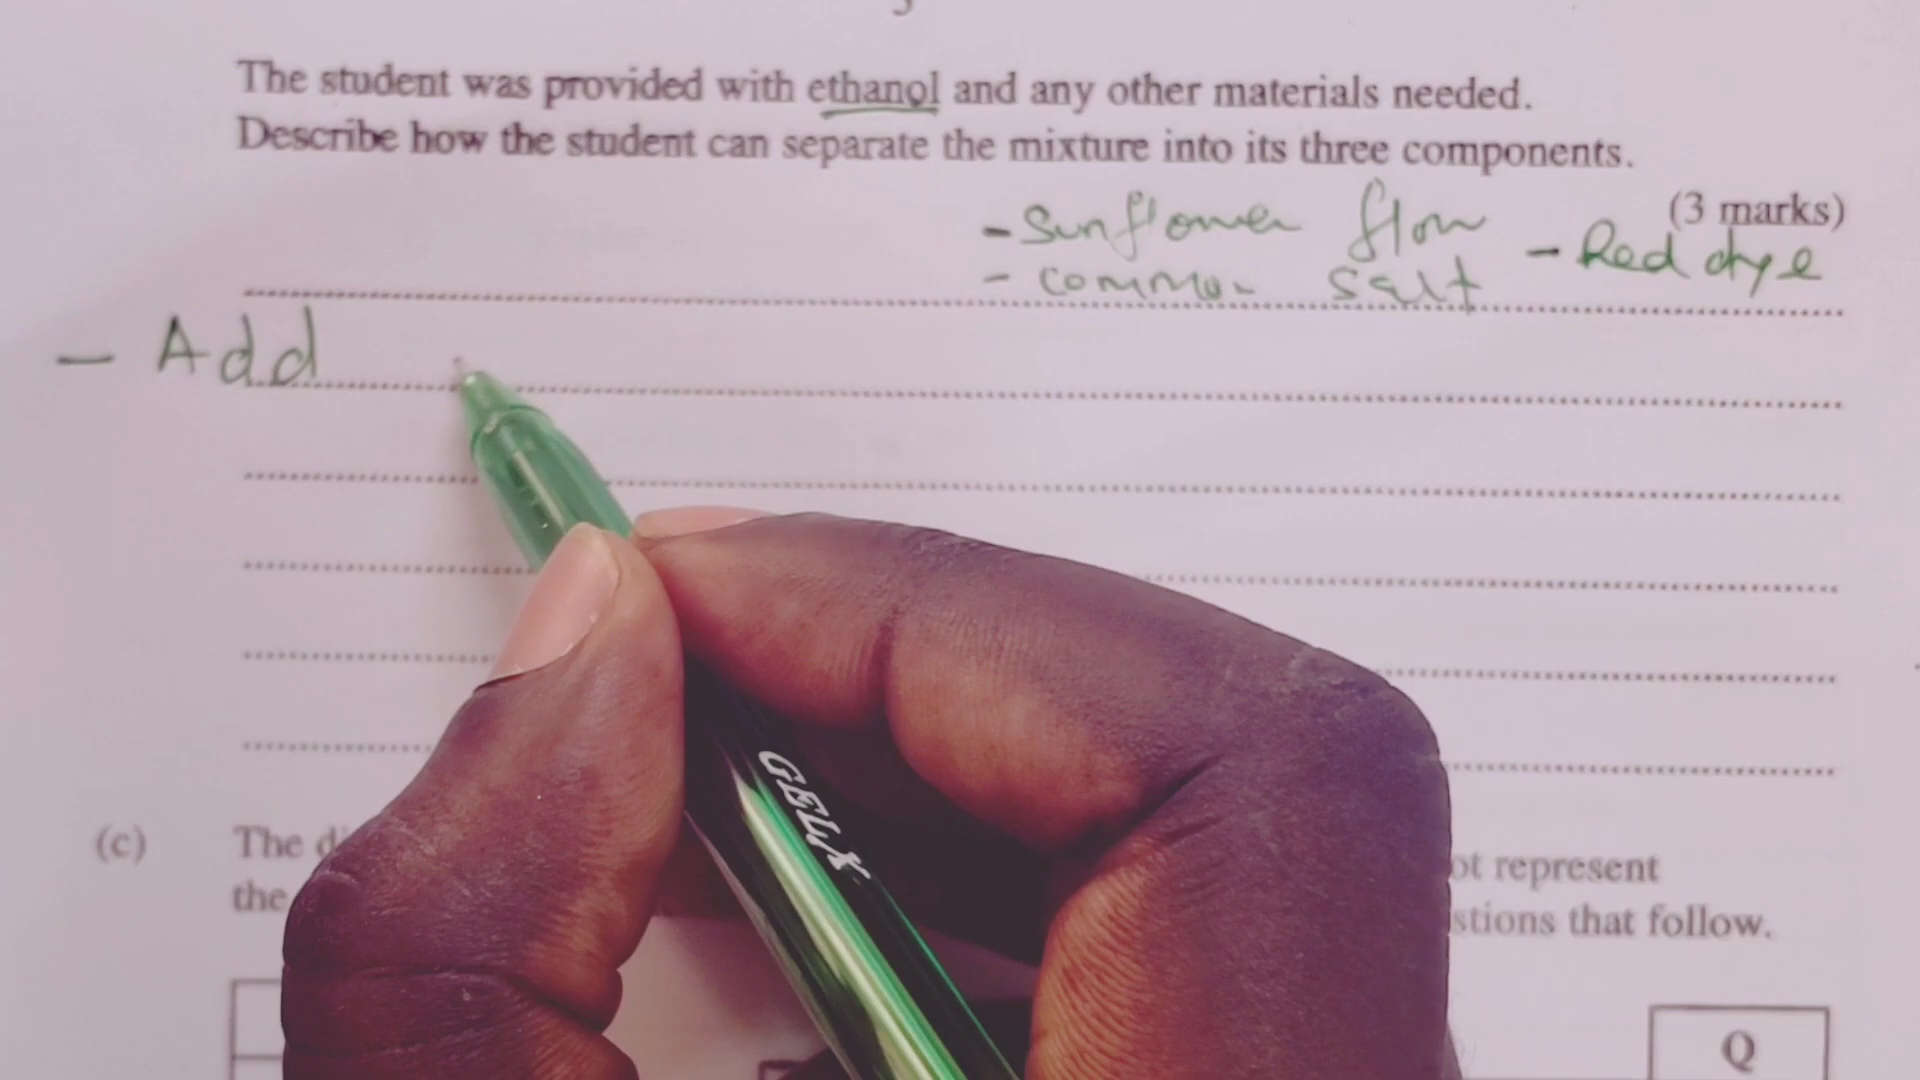 The student was provided with ethanol and any other materials needed.
Describe how the student can separate the mixture into its three components.
(3 marks)
- Sunflower flour
- Red dye
- common salt
- Add
GELX
(c) The d
ot represent
the
stions that follow.
Q